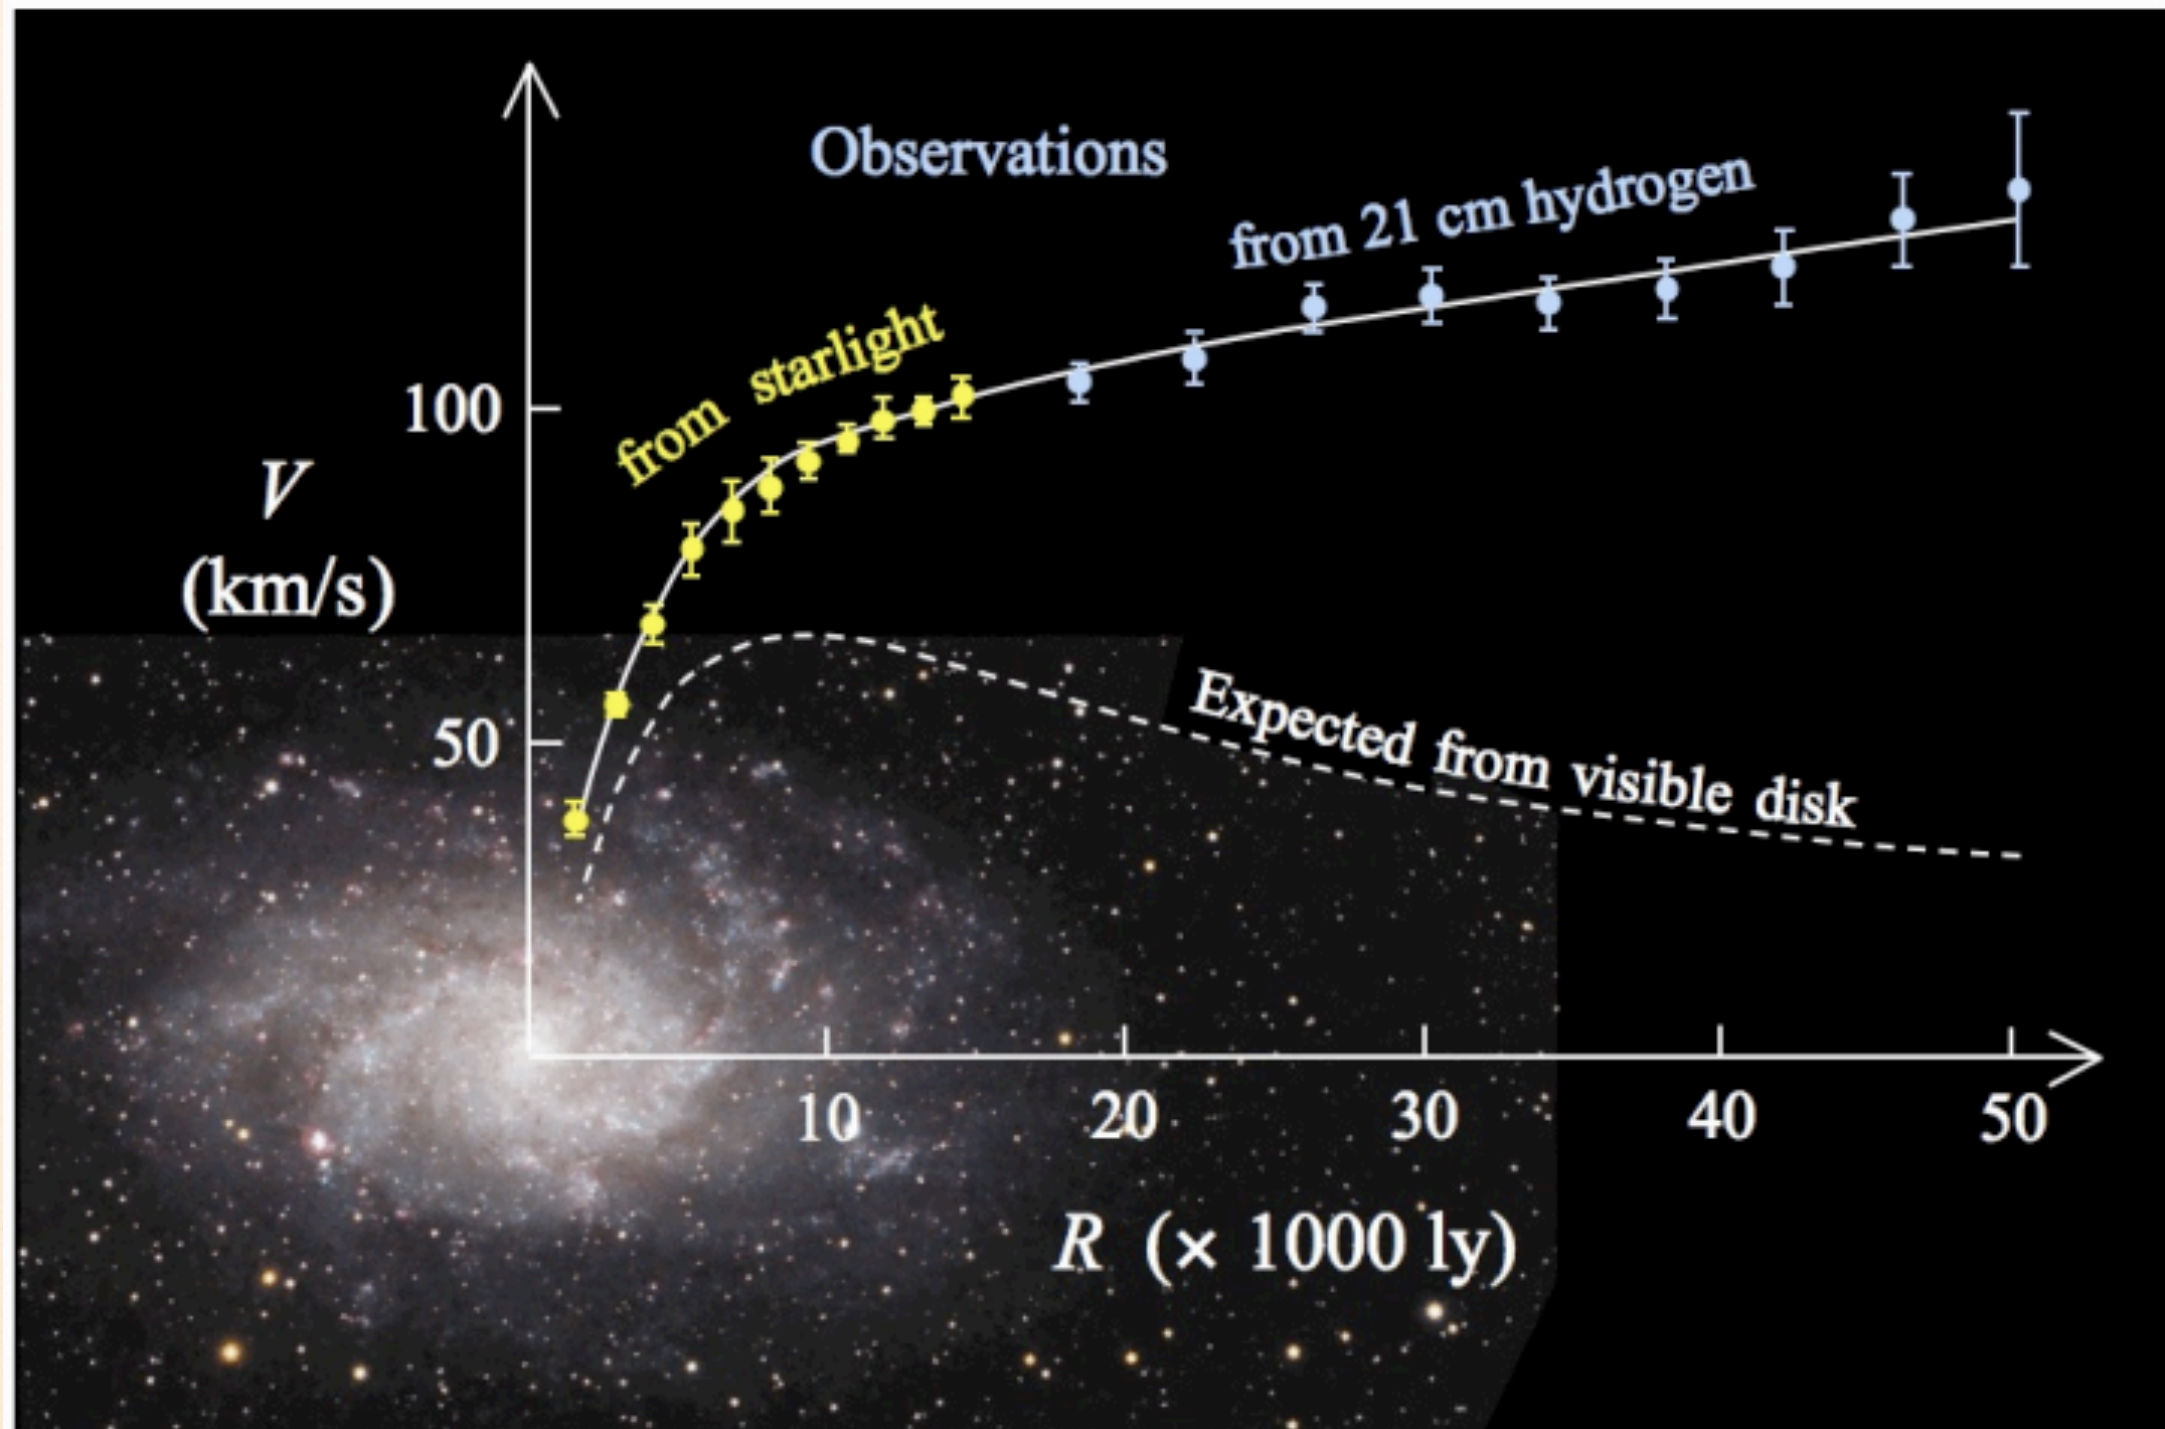 Observations
from 21 cm hydrogen
from starlight
100
V
(km/s)
50
Expected from visible disk
10 20 30 40 50
R (× 1000 ly)